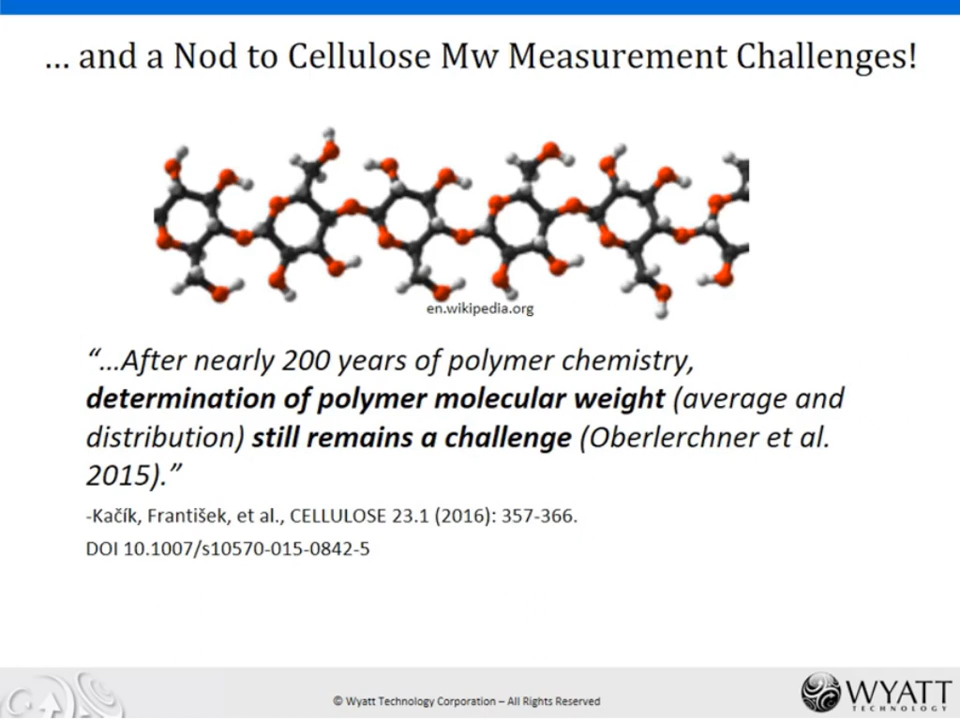 ... and a Nod to Cellulose Mw Measurement Challenges!
en.wikipedia.org
“...After nearly 200 years of polymer chemistry,
determination of polymer molecular weight (average and
distribution) still remains a challenge (Oberlerchner et al.
2015).”
-Kačík, František, et al., CELLULOSE 23.1 (2016): 357-366.
DOI 10.1007/s10570-015-0842-5
© Wyatt Technology Corporation – All Rights Reserved
WYATT
TECHNOLOGY